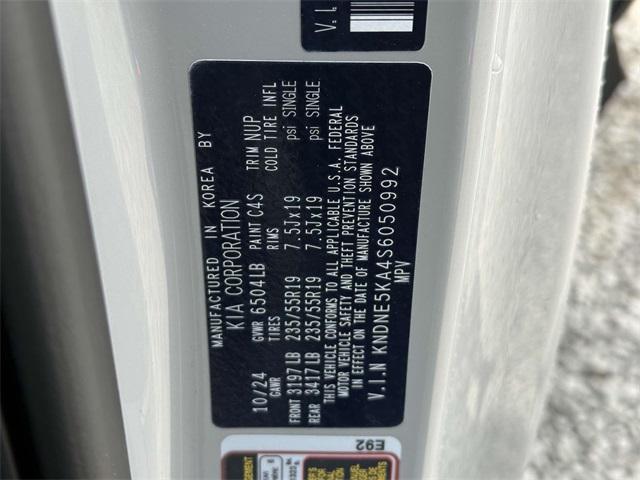 V. I.
MANUFACTURED IN KOREA BY
KIA CORPORATION
10/24 GVWR 6504LB PAINT C4S TRIM NUP
GAWR TIRES RIMS COLD TIRE INFL
FRONT 3197 LB 235/55R19 7.5Jx19 psi SINGLE
REAR 3417 LB 235/55R19 7.5Jx19 psi SINGLE
THIS VEHICLE CONFORMS TO ALL APPLICABLE U.S.A. FEDERAL
MOTOR VEHICLE SAFETY AND THEFT PREVENTION STANDARDS
IN EFFECT ON THE DATE OF MANUFACTURE SHOWN ABOVE
V.I.N KNDNE5KA4S6050992
MPV
E92